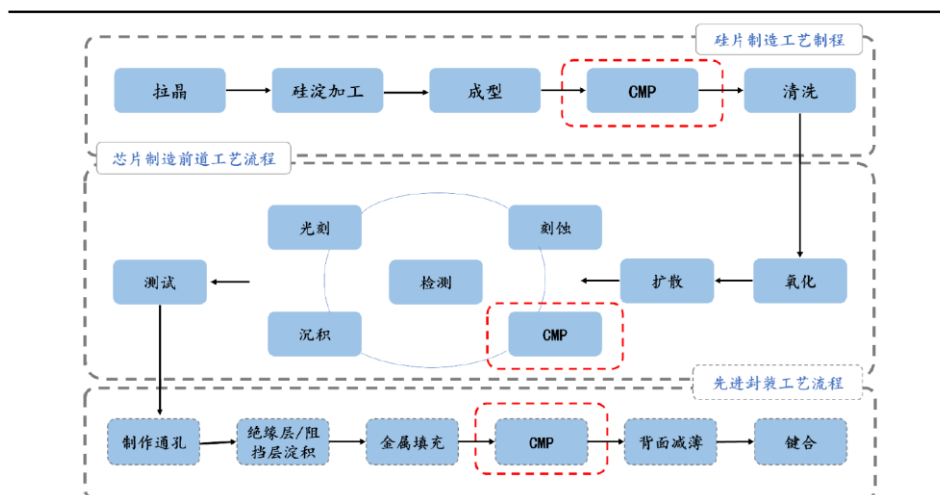 硅片制造工艺制程
拉晶
硅淀加工
成型
CMP
清洗
芯片制造前道工艺流程
光刻
刻蚀
测试
检测
扩散
氧化
沉积
CMP
先进封装工艺流程
制作通孔
绝缘层/阻
挡层淀积
金属填充
CMP
背面减薄
键合